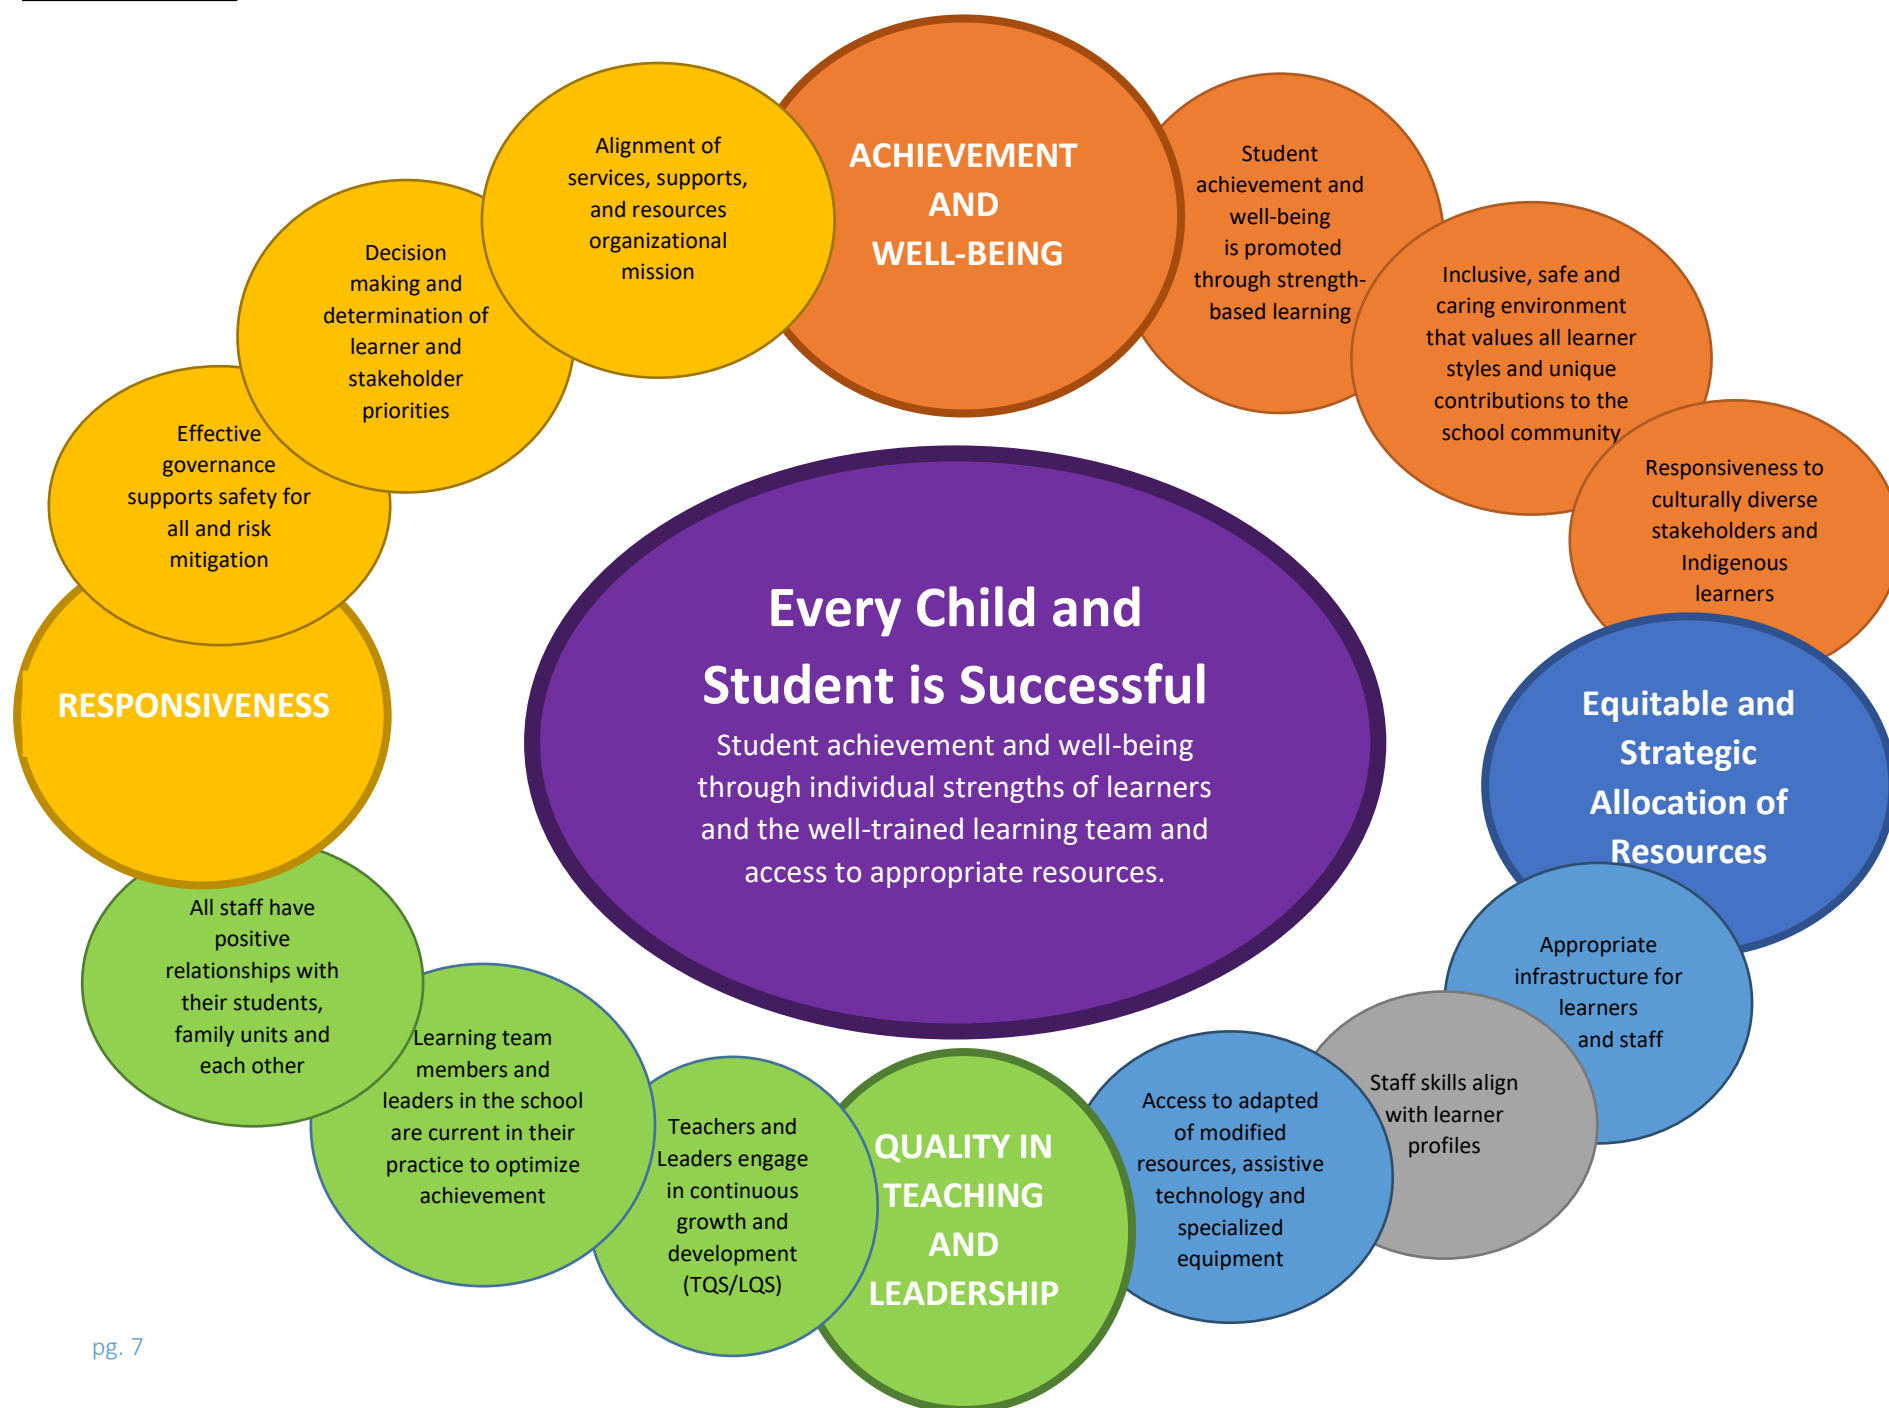 ACHIEVEMENT
AND
WELL-BEING
Student
achievement and
well-being
is promoted
through strength-
based learning
Inclusive, safe and
caring environment
that values all learner
styles and unique
contributions to the
school community
Responsiveness to
culturally diverse
stakeholders and
Indigenous
learners
Equitable and
Strategic
Allocation of
Resources
Appropriate
infrastructure for
learners
and staff
Staff skills align
with learner
profiles
Access to adapted
of modified
resources, assistive
technology and
specialized
equipment
QUALITY IN
TEACHING
AND
LEADERSHIP
Teachers and
Leaders engage
in continuous
growth and
development
(TQS/LQS)
Learning team
members and
leaders in the school
are current in their
practice to optimize
achievement
All staff have
positive
relationships with
their students,
family units and
each other
RESPONSIVENESS
Effective
governance
supports safety for
all and risk
mitigation
Decision
making and
determination of
learner and
stakeholder
priorities
Alignment of
services, supports,
and resources
organizational
mission
Every Child and
Student is Successful
Student achievement and well-being
through individual strengths of learners
and the well-trained learning team and
access to appropriate resources.
pg. 7